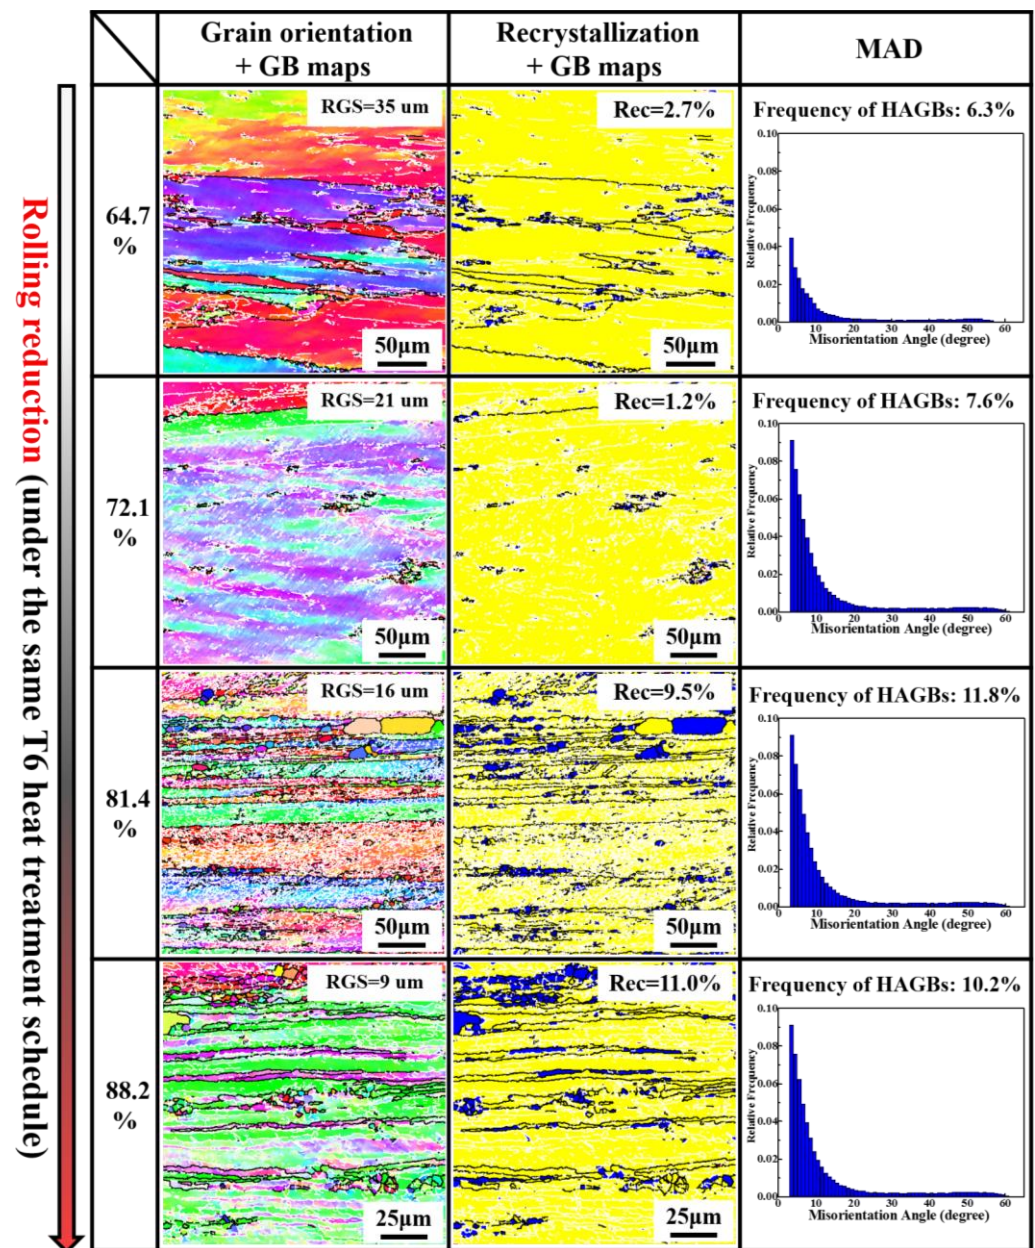 Grain orientation
+ GB maps
Recrystallization
+ GB maps
MAD
Rolling reduction (under the same T6 heat treatment schedule)
64.7
%
RGS=35 um
50μm
Rec=2.7%
50μm
Frequency of HAGBs: 6.3%
Relative Frequency
0.10
0.08
0.06
0.04
0.02
0.00
10
20
30
40
50
60
Misorientation Angle (degree)
72.1
%
RGS=21 um
50μm
Rec=1.2%
50μm
Frequency of HAGBs: 7.6%
Relative Frequency
0.10
0.08
0.06
0.04
0.02
0.00
10
20
30
40
50
60
Misorientation Angle (degree)
81.4
%
RGS=16 um
50μm
Rec=9.5%
50μm
Frequency of HAGBs: 11.8%
Relative Frequency
0.10
0.08
0.06
0.04
0.02
0.00
10
20
30
40
50
60
Misorientation Angle (degree)
88.2
%
RGS=9 um
25μm
Rec=11.0%
25μm
Frequency of HAGBs: 10.2%
Relative Frequency
0.10
0.08
0.06
0.04
0.02
0.00
10
20
30
40
50
60
Misorientation Angle (degree)